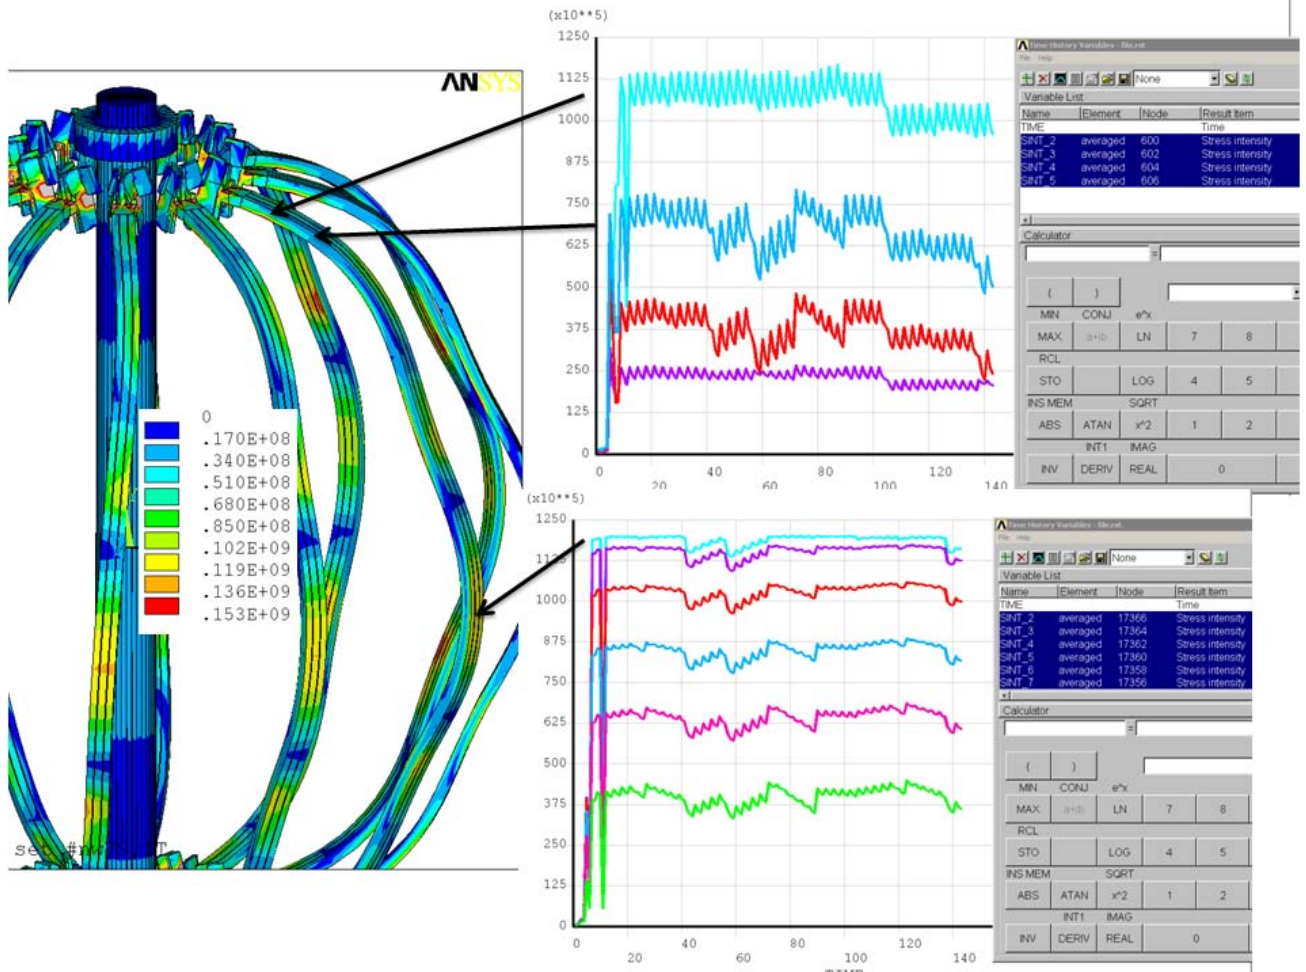 ANSYS
0
.170E+08
.340E+08
.510E+08
.680E+08
.850E+08
.102E+09
.119E+09
.136E+09
.153E+09
(x10**5)
1250
1125
1000
875
750
625
500
375
250
125
0
0 40 80 120
20 60 100 140
Time History Variables - file.rst
File Help
None
Variable List
Name Element Node Result Item
TIME Time
SINT_2 averaged 600 Stress intensity
SINT_3 averaged 602 Stress intensity
SINT_4 averaged 604 Stress intensity
SINT_5 averaged 606 Stress intensity
Calculator
=
( )
MIN CONJ e^x
MAX a+ib LN 7 8
RCL
STO LOG 4 5
INS MEM SQRT
ABS ATAN x^2 1 2
INT1 IMAG
INV DERIV REAL 0
(x10**5)
1250
1125
1000
875
750
625
500
375
250
125
0
0 40 80 120
20 60 100 140
TIME
Time History Variables - file.rst
File Help
None
Variable List
Name Element Node Result Item
TIME Time
SINT_2 averaged 17366 Stress intensity
SINT_3 averaged 17364 Stress intensity
SINT_4 averaged 17362 Stress intensity
SINT_5 averaged 17360 Stress intensity
SINT_6 averaged 17358 Stress intensity
SINT_7 averaged 17356 Stress intensity
Calculator
=
( )
MIN CONJ e^x
MAX a+ib LN 7 8
RCL
STO LOG 4 5
INS MEM SQRT
ABS ATAN x^2 1 2
INT1 IMAG
INV DERIV REAL 0